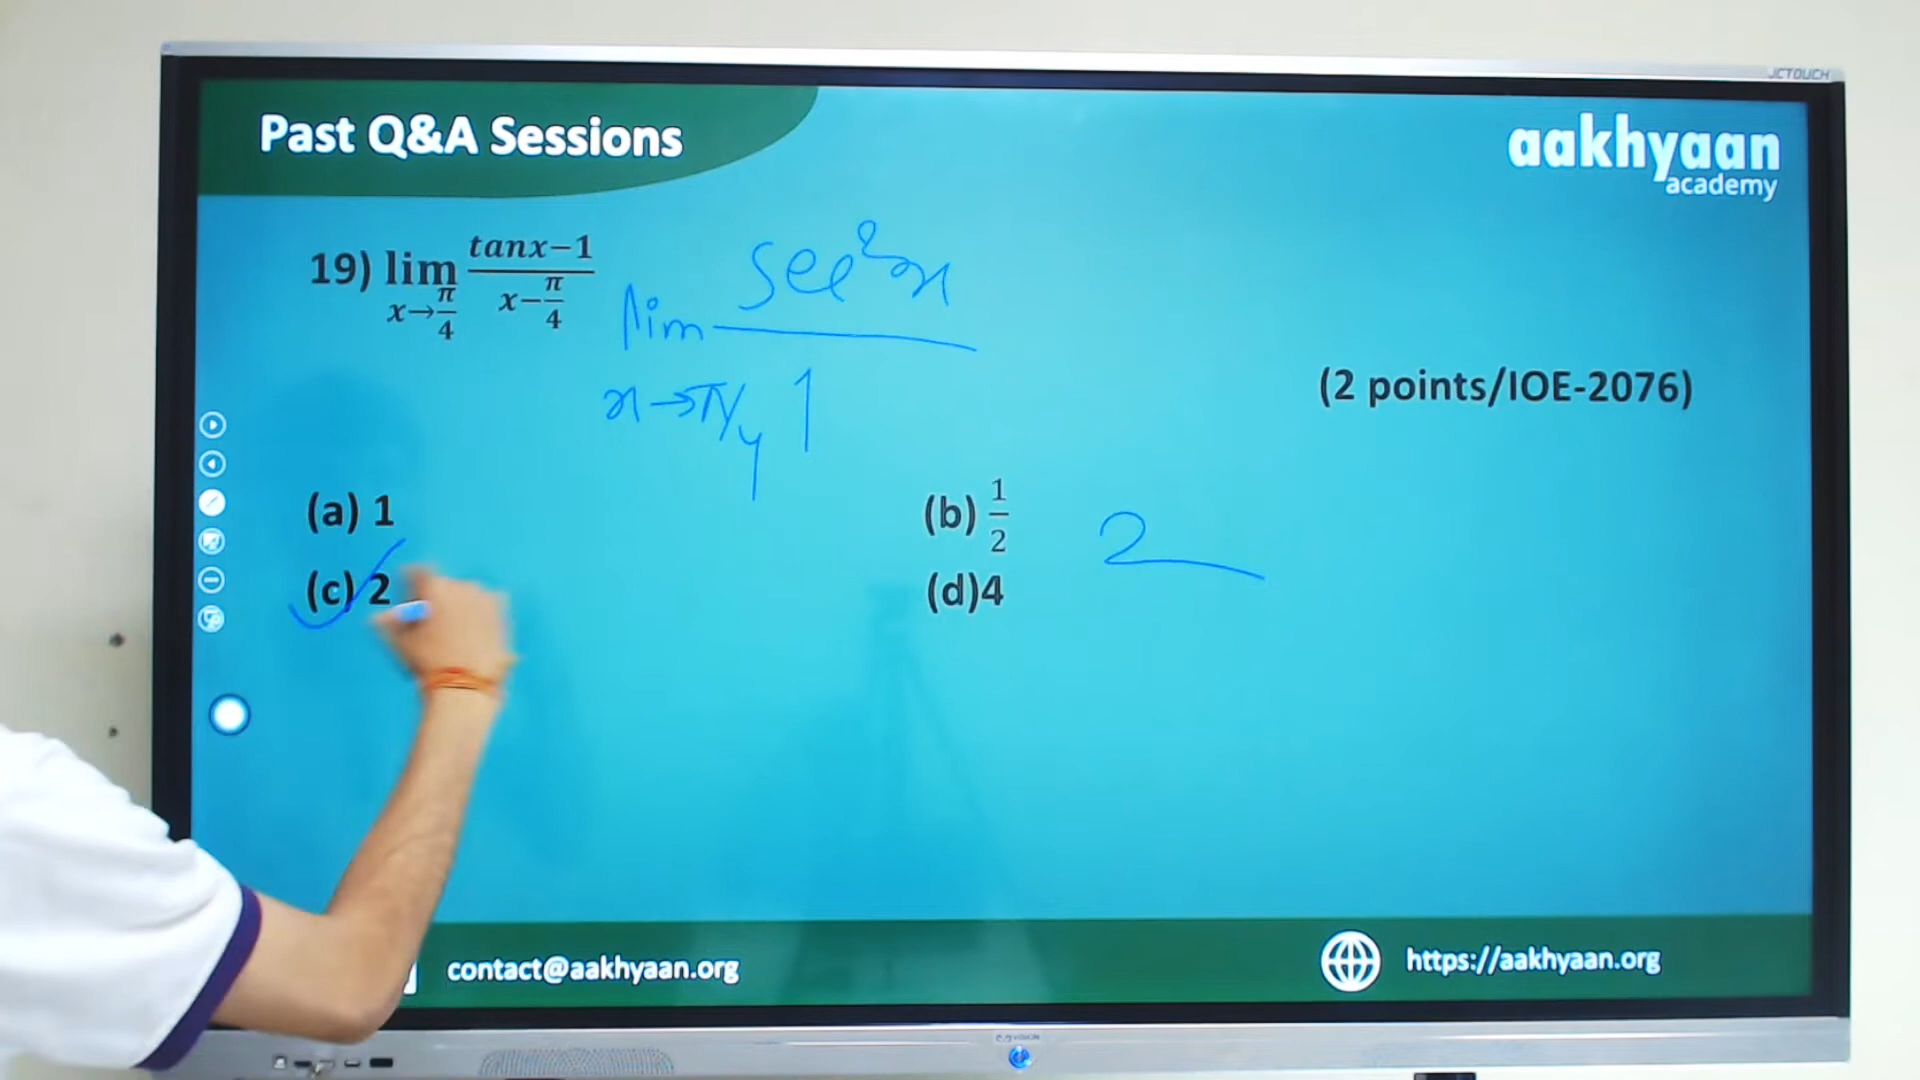 JCTOUCH
Past Q&A Sessions
aakhyaan
academy
19) lim x→π/4 tanx−1 / x−π/4
lim x→π/4 sec²x / 1
(2 points/IOE-2076)
(a) 1
(b) 1/2
2
(c) 2
(d)4
contact@aakhyaan.org
https://aakhyaan.org